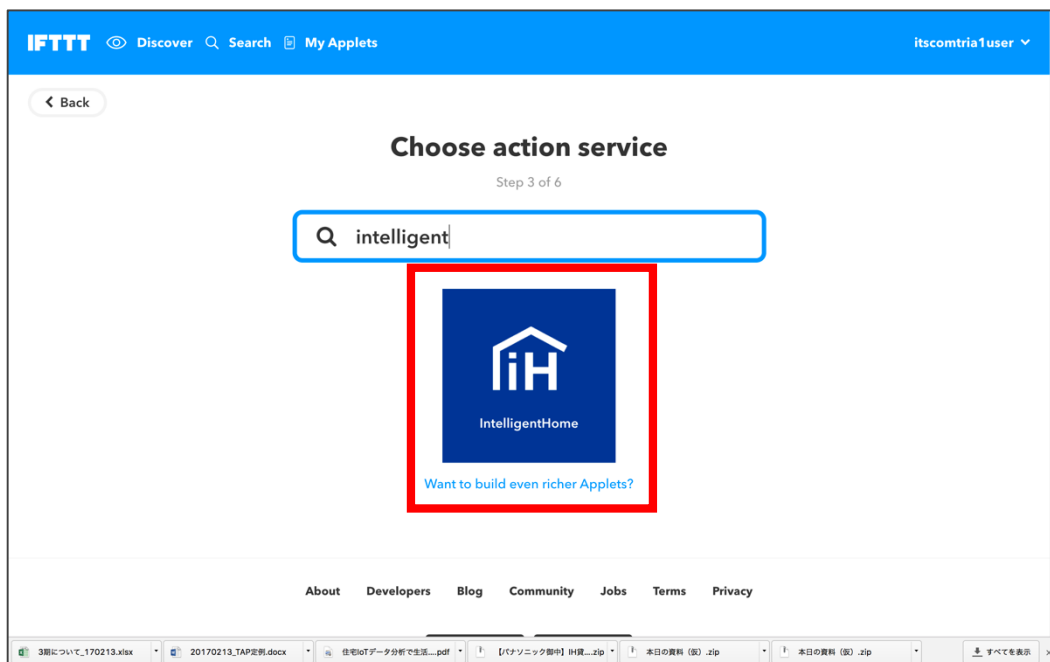 IFTTT Discover Search My Applets itscomtria1user
Back
Choose action service
Step 3 of 6
intelligent
iH
IntelligentHome
Want to build even richer Applets?
About Developers Blog Community Jobs Terms Privacy
3期について_170213.xlsx 20170213_TAP定例.docx 住宅IoTデータ分析で生活....pdf 【パナソニック御中】IH貸....zip 本日の資料（仮）.zip 本日の資料（仮）.zip すべてを表示